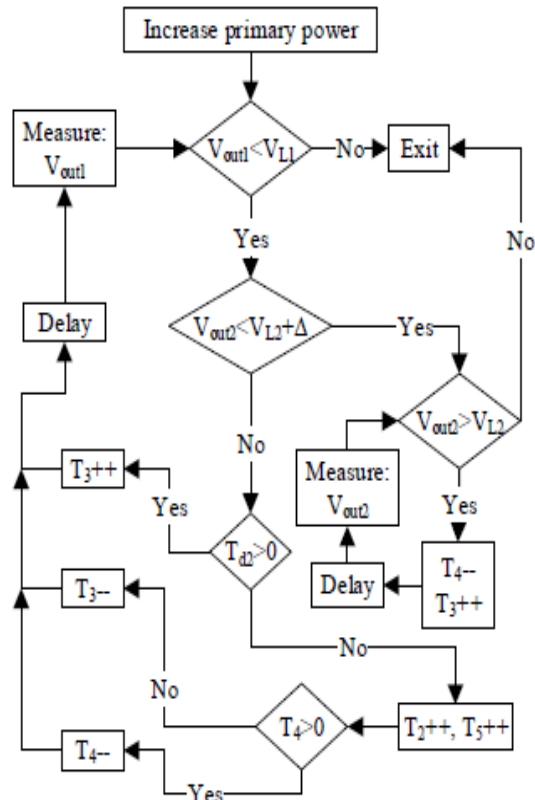 Increase primary power
Measure:
Vout1
Vout1<VL1
No
Exit
Yes
No
Delay
Vout2<VL2+Δ
Yes
No
Vout2>VL2
Measure:
Vout2
Yes
T3++
Yes
Td2>0
Delay
T4--
T3++
T3--
No
No
T4>0
T2++, T5++
T4--
Yes